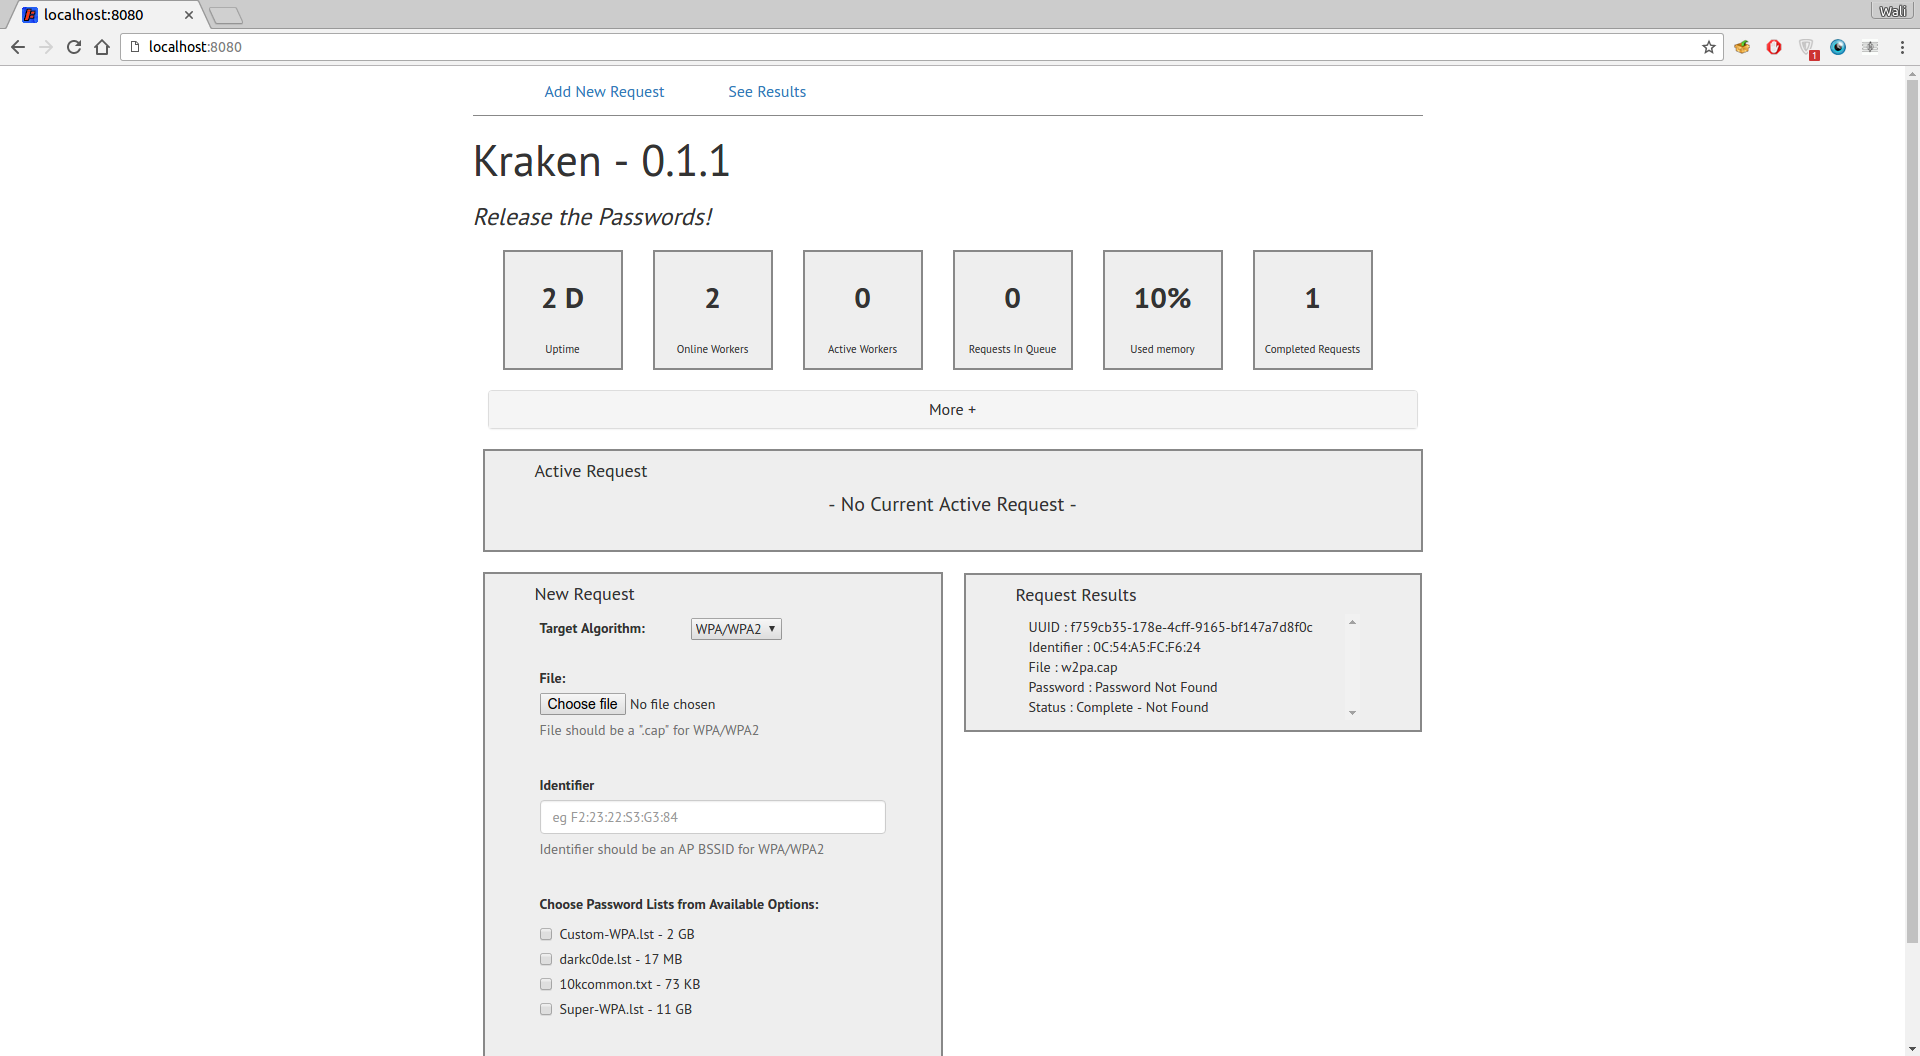 localhost:8080
Wali
localhost:8080
1
Add New Request See Results
Kraken - 0.1.1
Release the Passwords!
2 D 2 0 0 10% 1
Uptime Online Workers Active Workers Requests In Queue Used memory Completed Requests
More +
Active Request
- No Current Active Request -
New Request
Target Algorithm: WPA/WPA2
File:
Choose file No file chosen
File should be a ".cap" for WPA/WPA2
Identifier
eg F2:23:22:S3:G3:84
Identifier should be an AP BSSID for WPA/WPA2
Choose Password Lists from Available Options:
Custom-WPA.lst - 2 GB
darkc0de.lst - 17 MB
10kcommon.txt - 73 KB
Super-WPA.lst - 11 GB
Request Results
UUID : f759cb35-178e-4cff-9165-bf147a7d8f0c
Identifier : 0C:54:A5:FC:F6:24
File : w2pa.cap
Password : Password Not Found
Status : Complete - Not Found